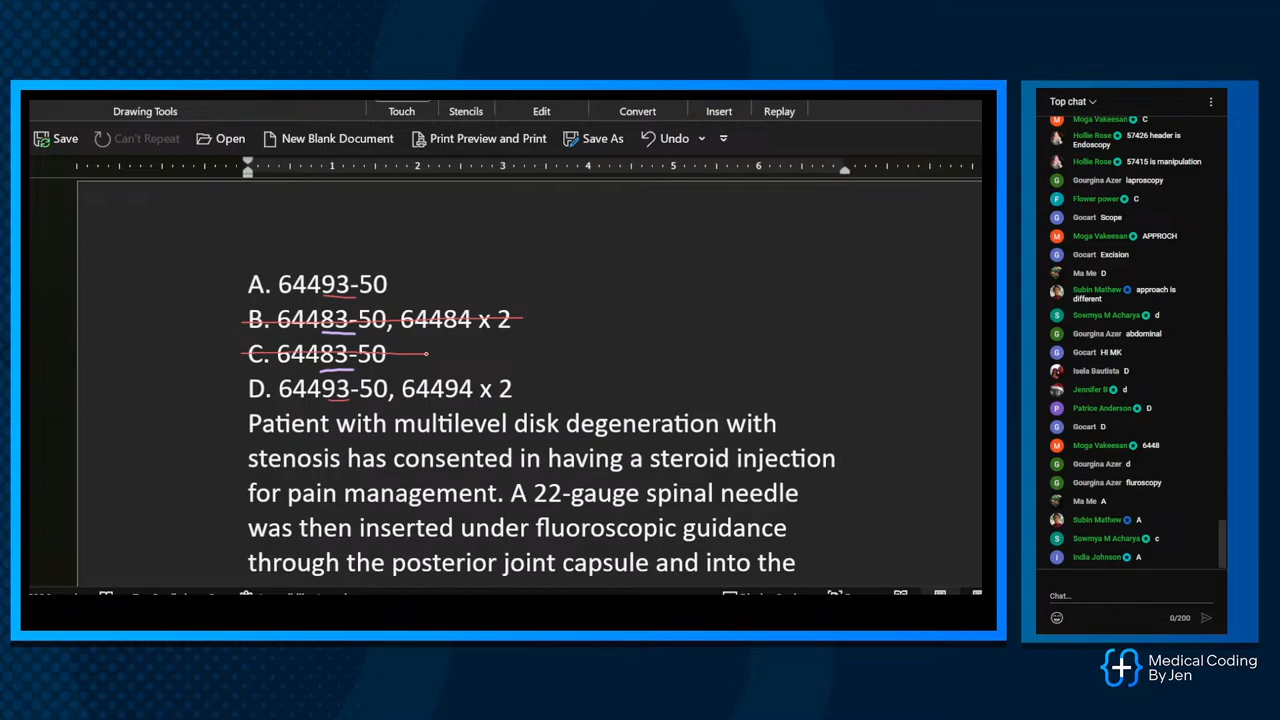 Drawing Tools
Touch
Stencils
Edit
Convert
Insert
Replay
Save
Can't Repeat
Open
New Blank Document
Print Preview and Print
Save As
Undo
1 2 3 4 5 6
A. 64493-50
B. 64483-50, 64484 x 2
C. 64483-50
D. 64493-50, 64494 x 2
Patient with multilevel disk degeneration with
stenosis has consented in having a steroid injection
for pain management. A 22-gauge spinal needle
was then inserted under fluoroscopic guidance
through the posterior joint capsule and into the
Top chat
Moga Vakeesan C
Hollie Rose 57426 header is
Endoscopy
Hollie Rose 57415 is manipulation
Gourgina Azer laproscopy
Flower power C
Gocart Scope
Moga Vakeesan APPROCH
Gocart Excision
Ma Me D
Subin Mathew approach is
different
Sowmya M Acharya d
Gourgina Azer abdominal
Gocart HI MK
Isela Bautista D
Jennifer B d
Patrice Anderson D
Gocart D
Moga Vakeesan 6448
Gourgina Azer d
Gourgina Azer fluroscopy
Ma Me A
Subin Mathew A
Sowmya M Acharya c
India Johnson A
Chat...
0/200
Medical Coding
By Jen